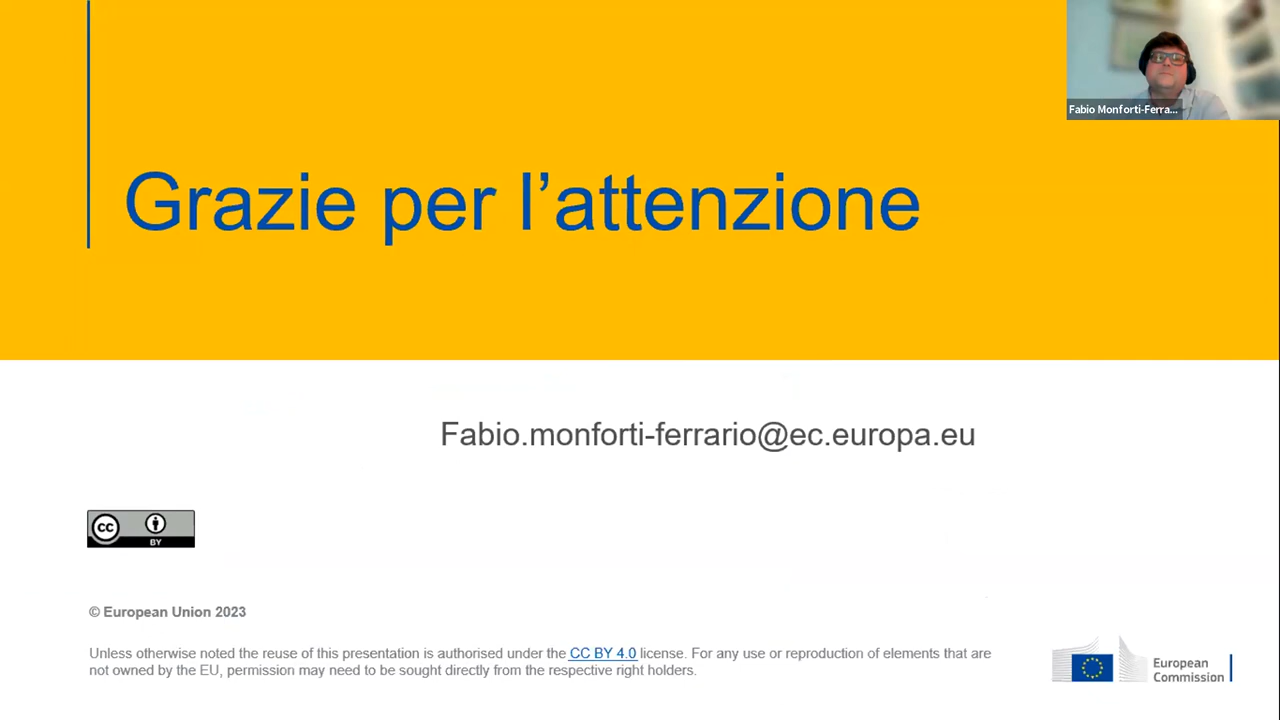 Fabio Monforti-Ferra...
Grazie per l’attenzione
Fabio.monforti-ferrario@ec.europa.eu
cc
BY
© European Union 2023
Unless otherwise noted the reuse of this presentation is authorised under the CC BY 4.0 license. For any use or reproduction of elements that are
not owned by the EU, permission may need to be sought directly from the respective right holders.
European
Commission